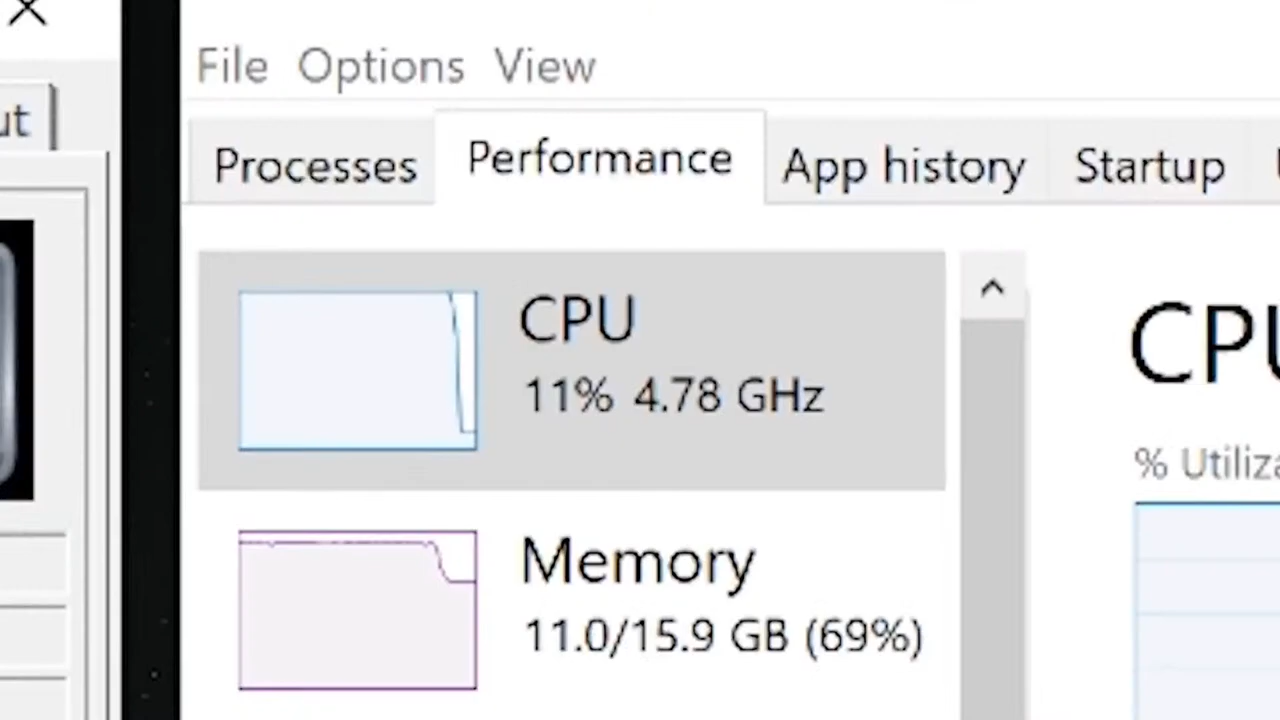 File Options View
Processes Performance App history Startup
CPU
11% 4.78 GHz
CPU
% Utiliza
Memory
11.0/15.9 GB (69%)